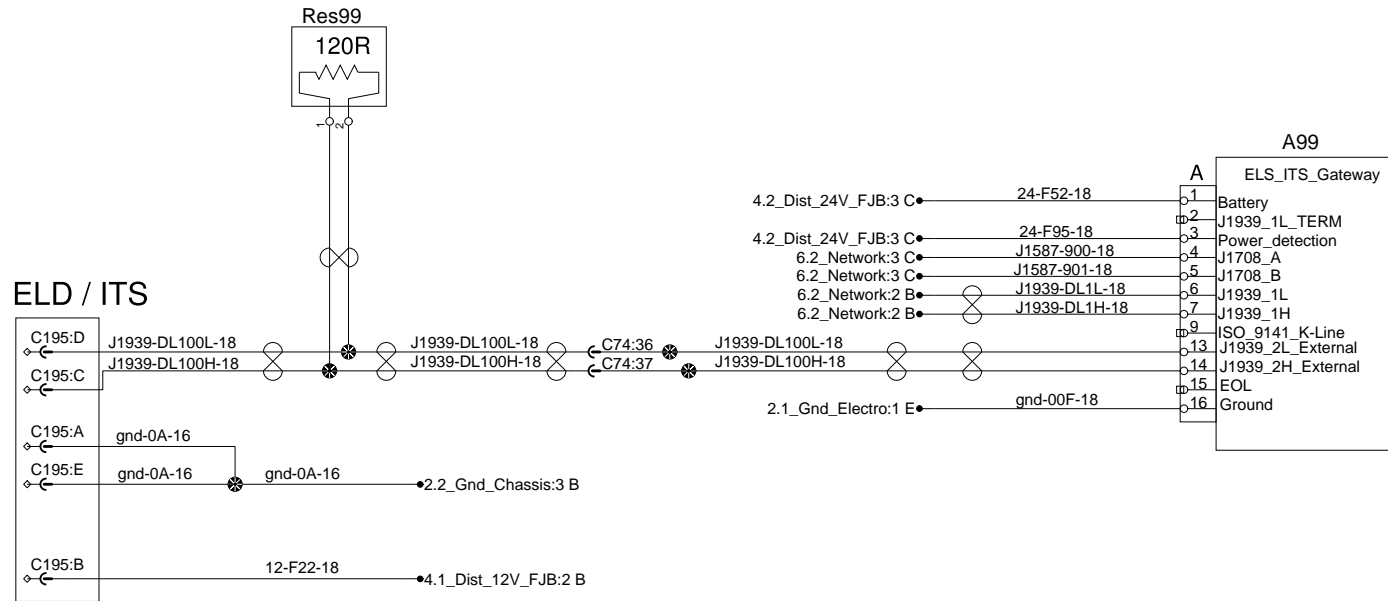 Res99
120R
1
2
A99
A
ELS_ITS_Gateway
4.2_Dist_24V_FJB:3 C
24-F52-18
1
Battery
2
J1939_1L_TERM
4.2_Dist_24V_FJB:3 C
24-F95-18
3
Power_detection
6.2_Network:3 C
J1587-900-18
4
J1708_A
6.2_Network:3 C
J1587-901-18
5
J1708_B
6.2_Network:2 B
J1939-DL1L-18
6
J1939_1L
6.2_Network:2 B
J1939-DL1H-18
7
J1939_1H
9
ISO_9141_K-Line
ELD / ITS
C195:D
J1939-DL100L-18
J1939-DL100L-18
C74:36
J1939-DL100L-18
13
J1939_2L_External
C195:C
J1939-DL100H-18
J1939-DL100H-18
C74:37
J1939-DL100H-18
14
J1939_2H_External
15
EOL
2.1_Gnd_Electro:1 E
gnd-00F-18
16
Ground
C195:A
gnd-0A-16
C195:E
gnd-0A-16
gnd-0A-16
2.2_Gnd_Chassis:3 B
C195:B
12-F22-18
4.1_Dist_12V_FJB:2 B